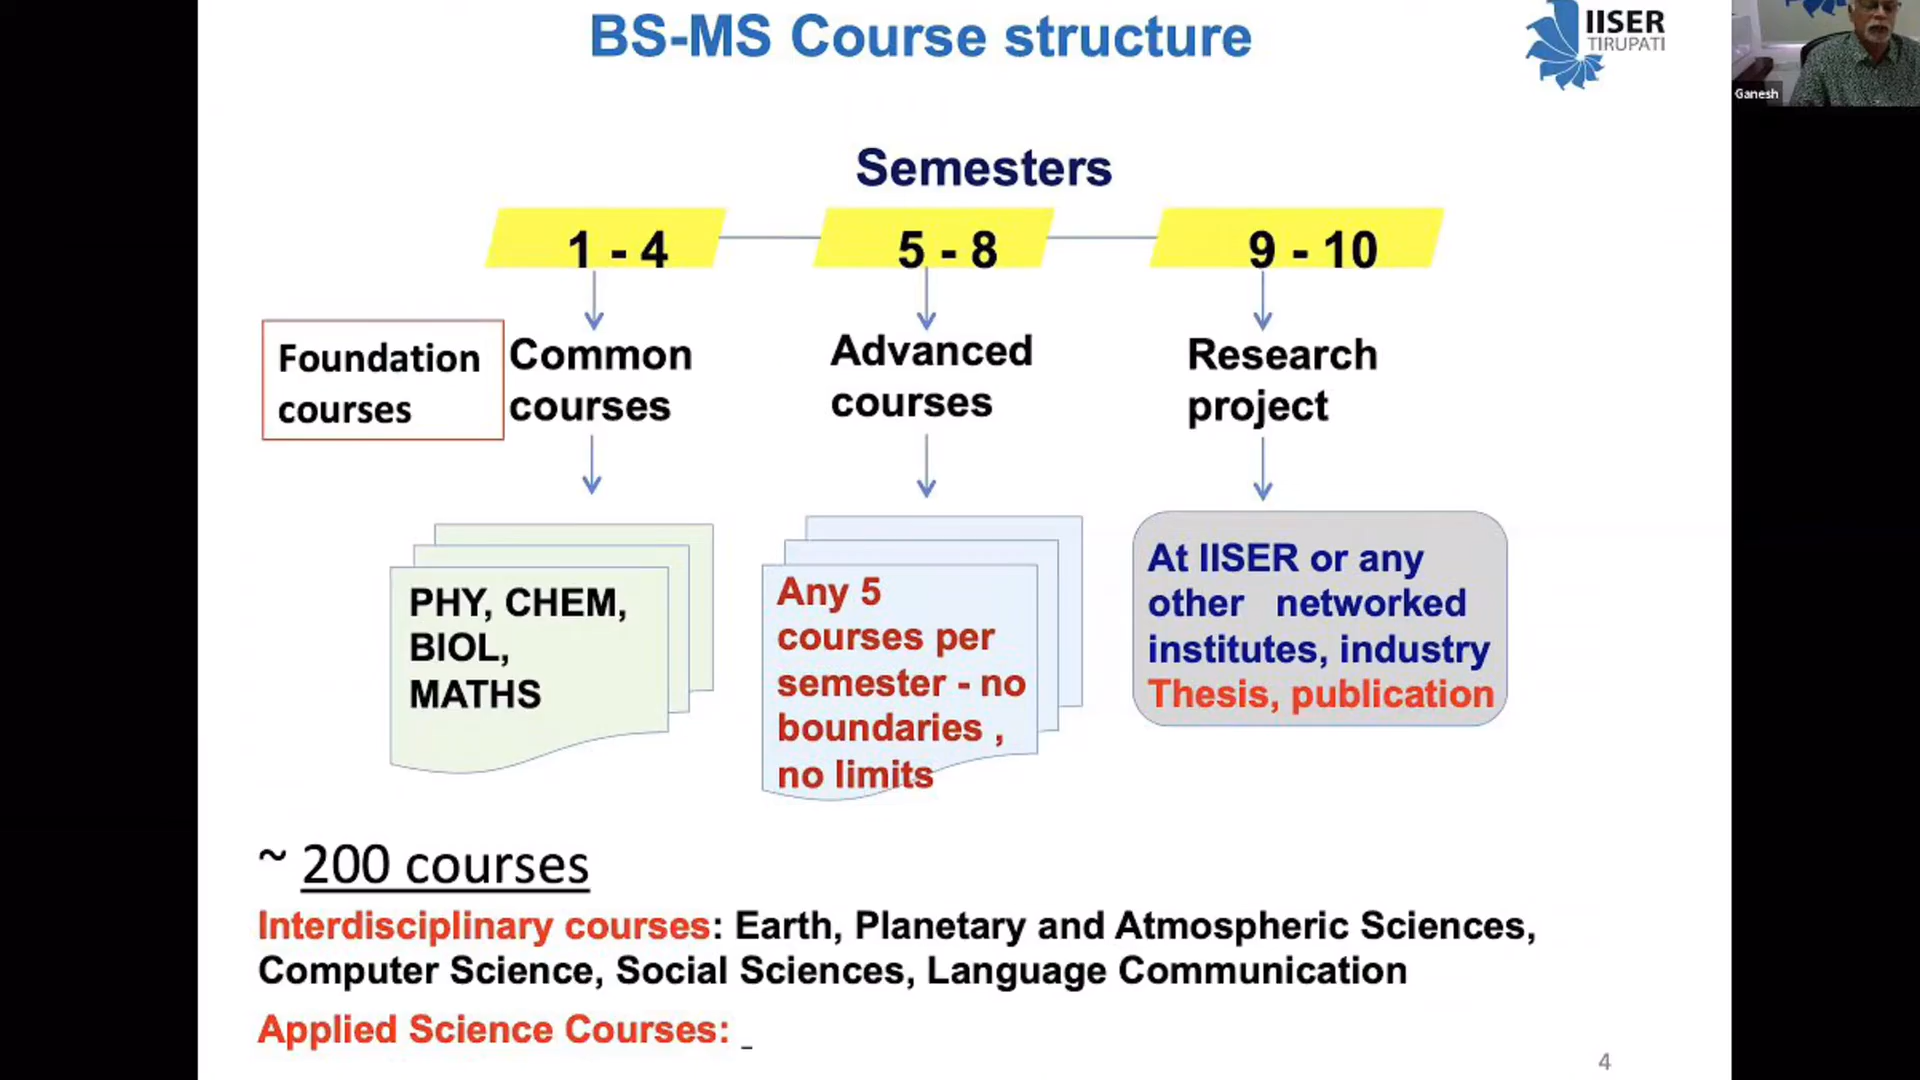 BS-MS Course structure
IISER
TIRUPATI
Ganesh
Semesters
1 - 4
5 - 8
9 - 10
Foundation
courses
Common
courses
Advanced
courses
Research
project
PHY, CHEM,
BIOL,
MATHS
Any 5
courses per
semester - no
boundaries ,
no limits
At IISER or any
other networked
institutes, industry
Thesis, publication
~ 200 courses
Interdisciplinary courses: Earth, Planetary and Atmospheric Sciences,
Computer Science, Social Sciences, Language Communication
Applied Science Courses: _
4